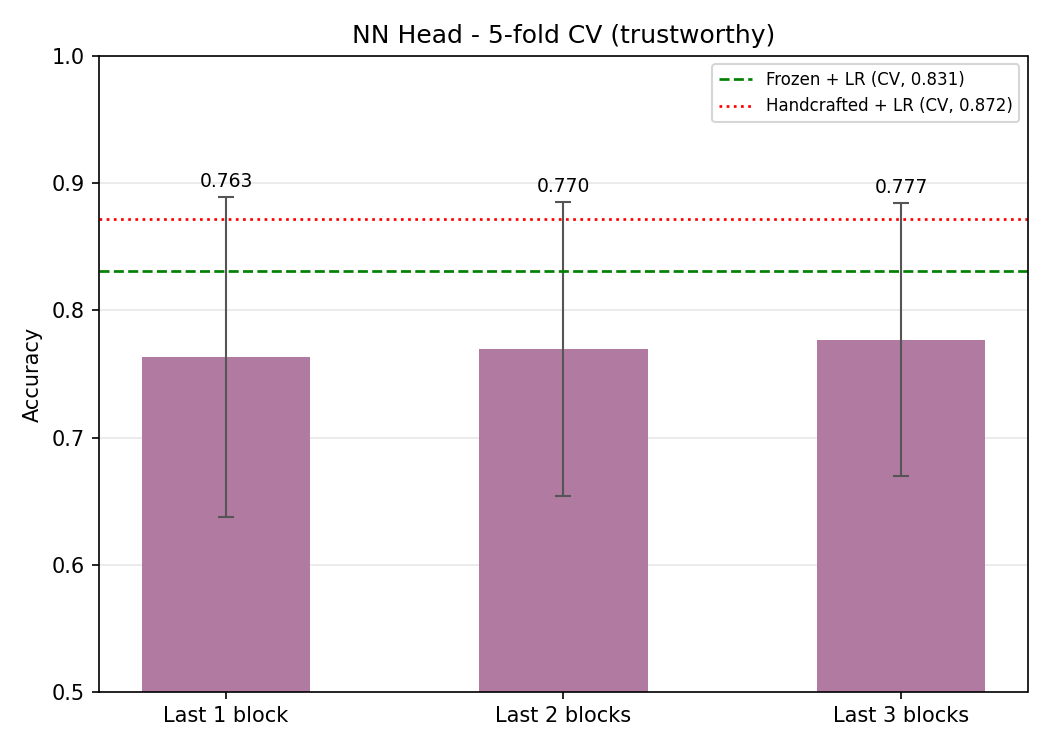 NN Head - 5-fold CV (trustworthy)
Frozen + LR (CV, 0.831)
Handcrafted + LR (CV, 0.872)
Accuracy
1.0
0.9
0.8
0.7
0.6
0.5
0.763
0.770
0.777
Last 1 block
Last 2 blocks
Last 3 blocks